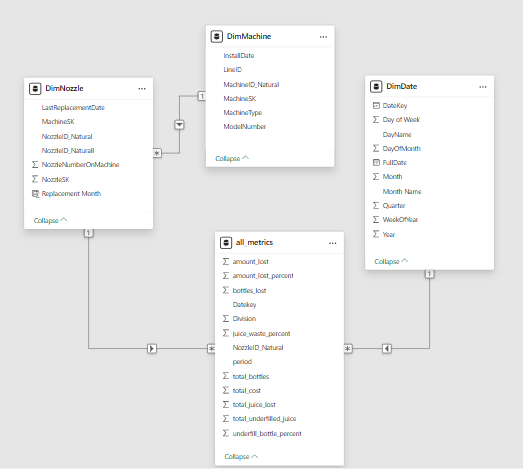 DimMachine
InstallDate
LineID
MachineID_Natural
MachineSK
MachineType
ModelNumber
Collapse
DimNozzle
LastReplacementDate
MachineSK
NozzleID_Natural
NozzleID_Naturall
NozzleNumberOnMachine
NozzleSK
Replacement Month
Collapse
DimDate
DateKey
Day of Week
DayName
DayOfMonth
FullDate
Month
Month Name
Quarter
WeekOfYear
Year
Collapse
1
*
1
1
all_metrics
amount_lost
amount_lost_percent
bottles_lost
Datekey
Division
juice_waste_percent
NozzleID_Natural
period
total_bottles
total_cost
total_juice_lost
total_underfilled_juice
underfill_bottle_percent
Collapse
*
*